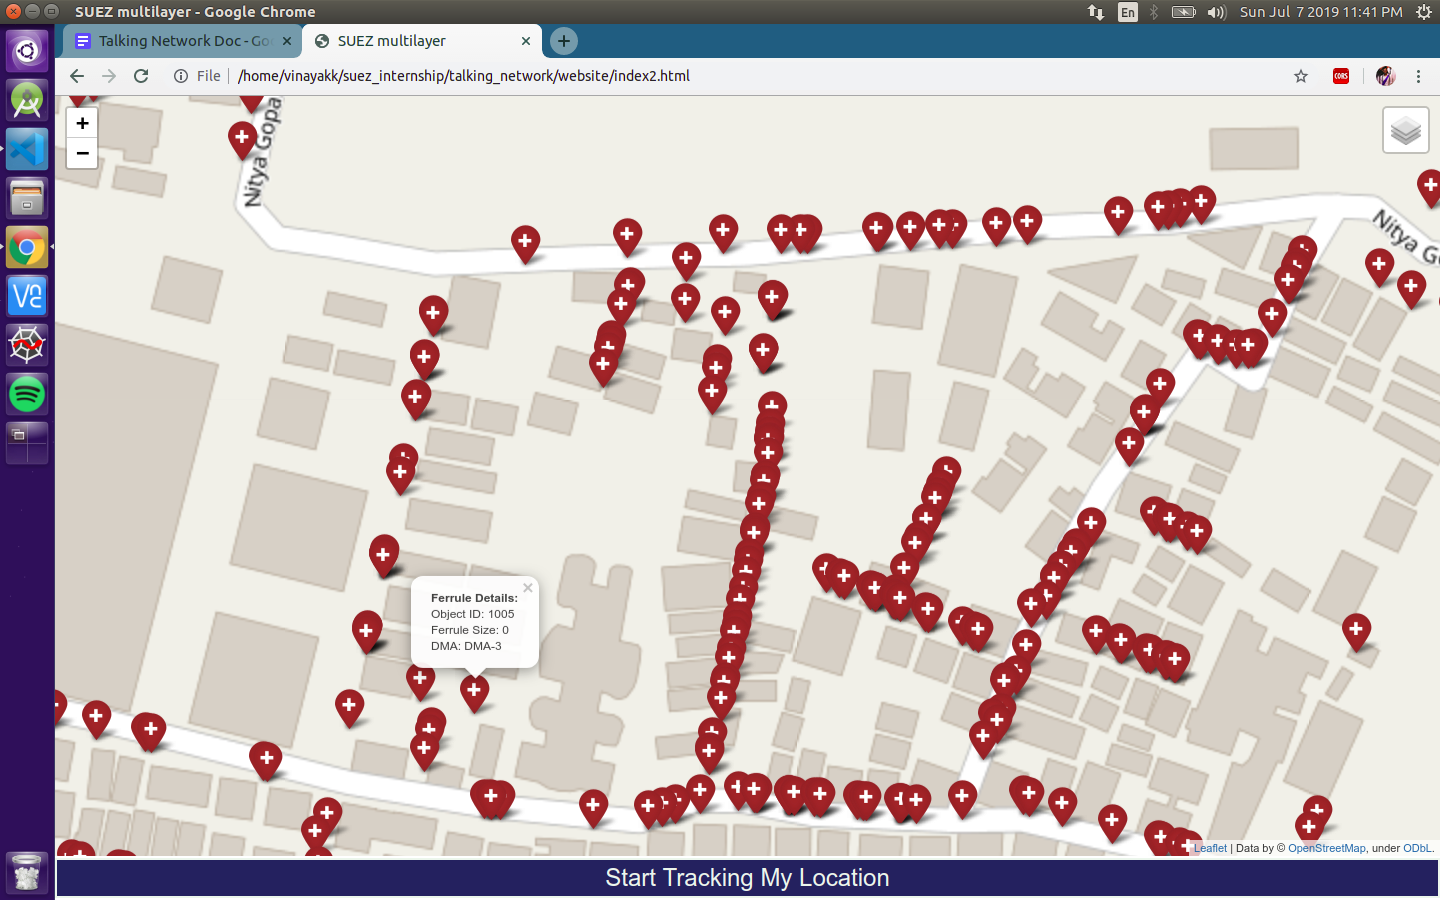 SUEZ multilayer - Google Chrome
En
Sun Jul 7 2019 11:41 PM
Talking Network Doc - Goo
SUEZ multilayer
File
/home/vinayakk/suez_internship/talking_network/website/index2.html
CORS
+
−
Nitya Gopa
Nitya G
Ferrule Details:
Object ID: 1005
Ferrule Size: 0
DMA: DMA-3
Leaflet | Data by © OpenStreetMap, under ODbL.
Start Tracking My Location